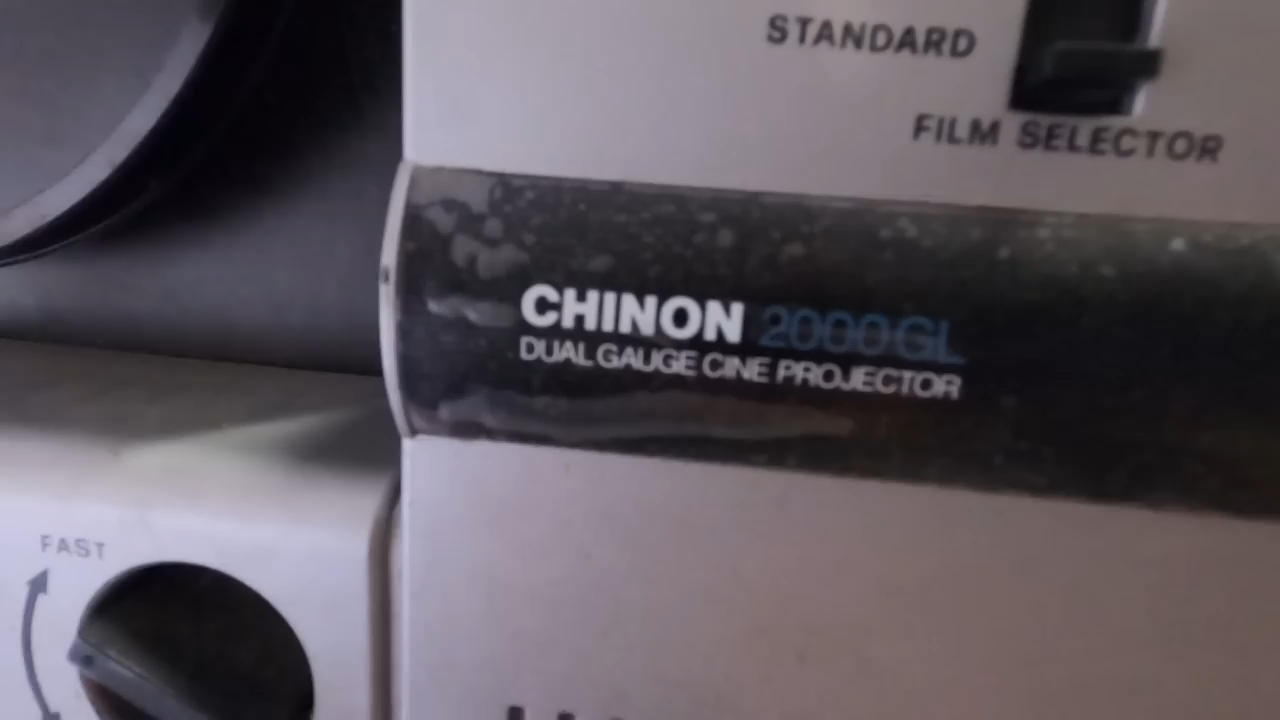 STANDARD
FILM SELECTOR
CHINON 2000GL
DUAL GAUGE CINE PROJECTOR
FAST